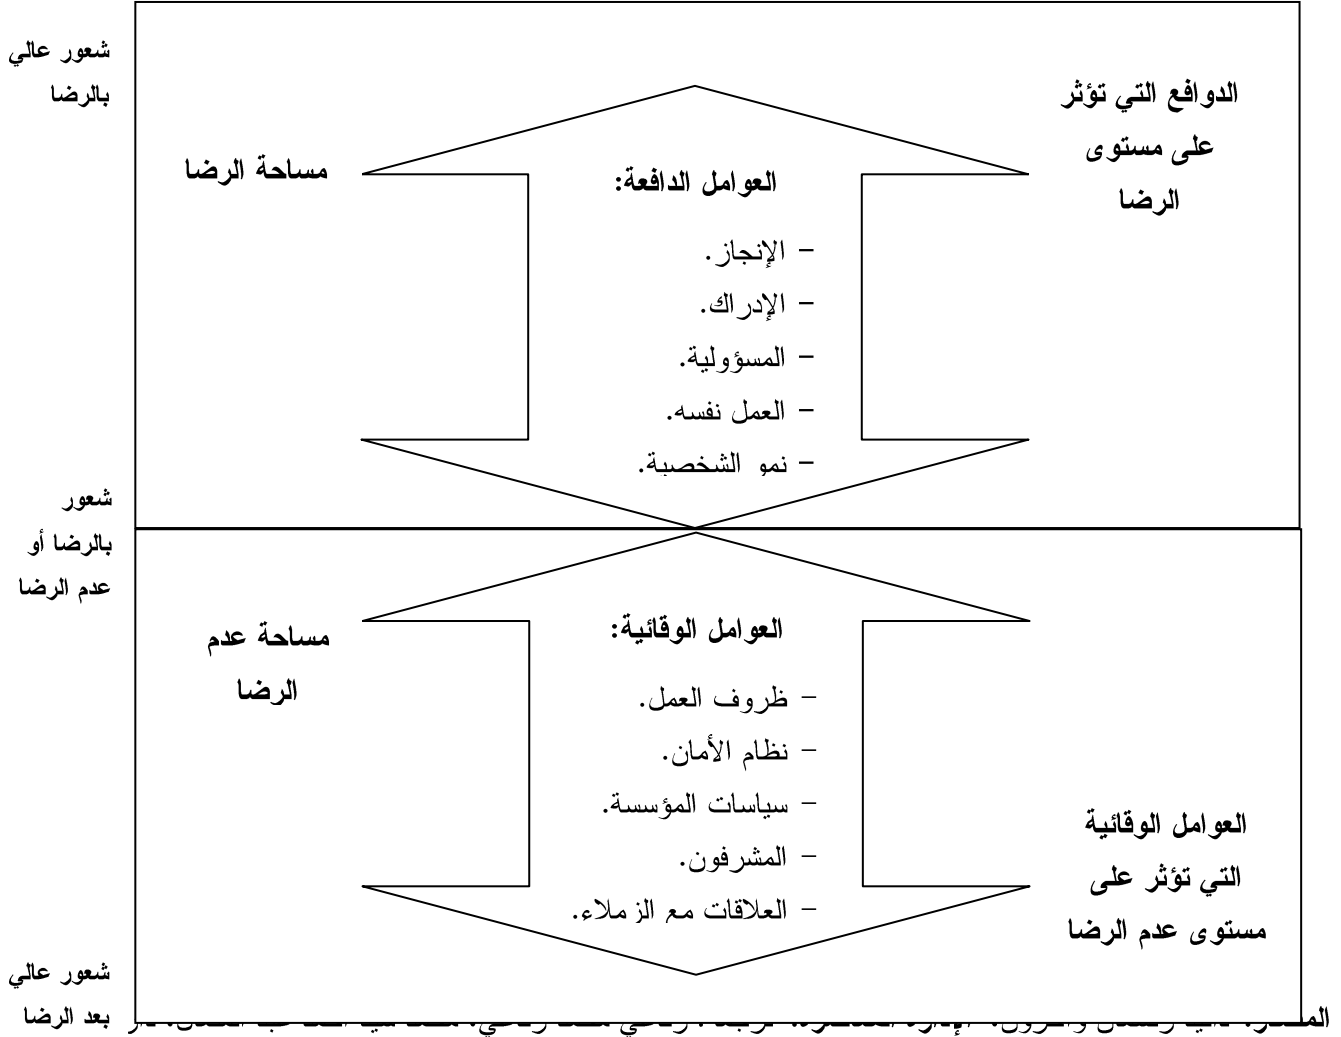 شعور عالي
بالرضا
الدوافع التي تؤثر
على مستوى
الرضا
مساحة الرضا
العوامل الدافعة:
– الإنجاز.
– الإدراك.
– المسؤولية.
– العمل نفسه.
– نمو الشخصية.
شعور
بالرضا أو
عدم الرضا
العوامل الوقائية:
مساحة عدم
الرضا
– ظروف العمل.
– نظام الأمان.
– سياسات المؤسسة.
– المشرفون.
– العلاقات مع الزملاء.
العوامل الوقائية
التي تؤثر على
مستوى عدم الرضا
شعور عالي
بعد الرضا